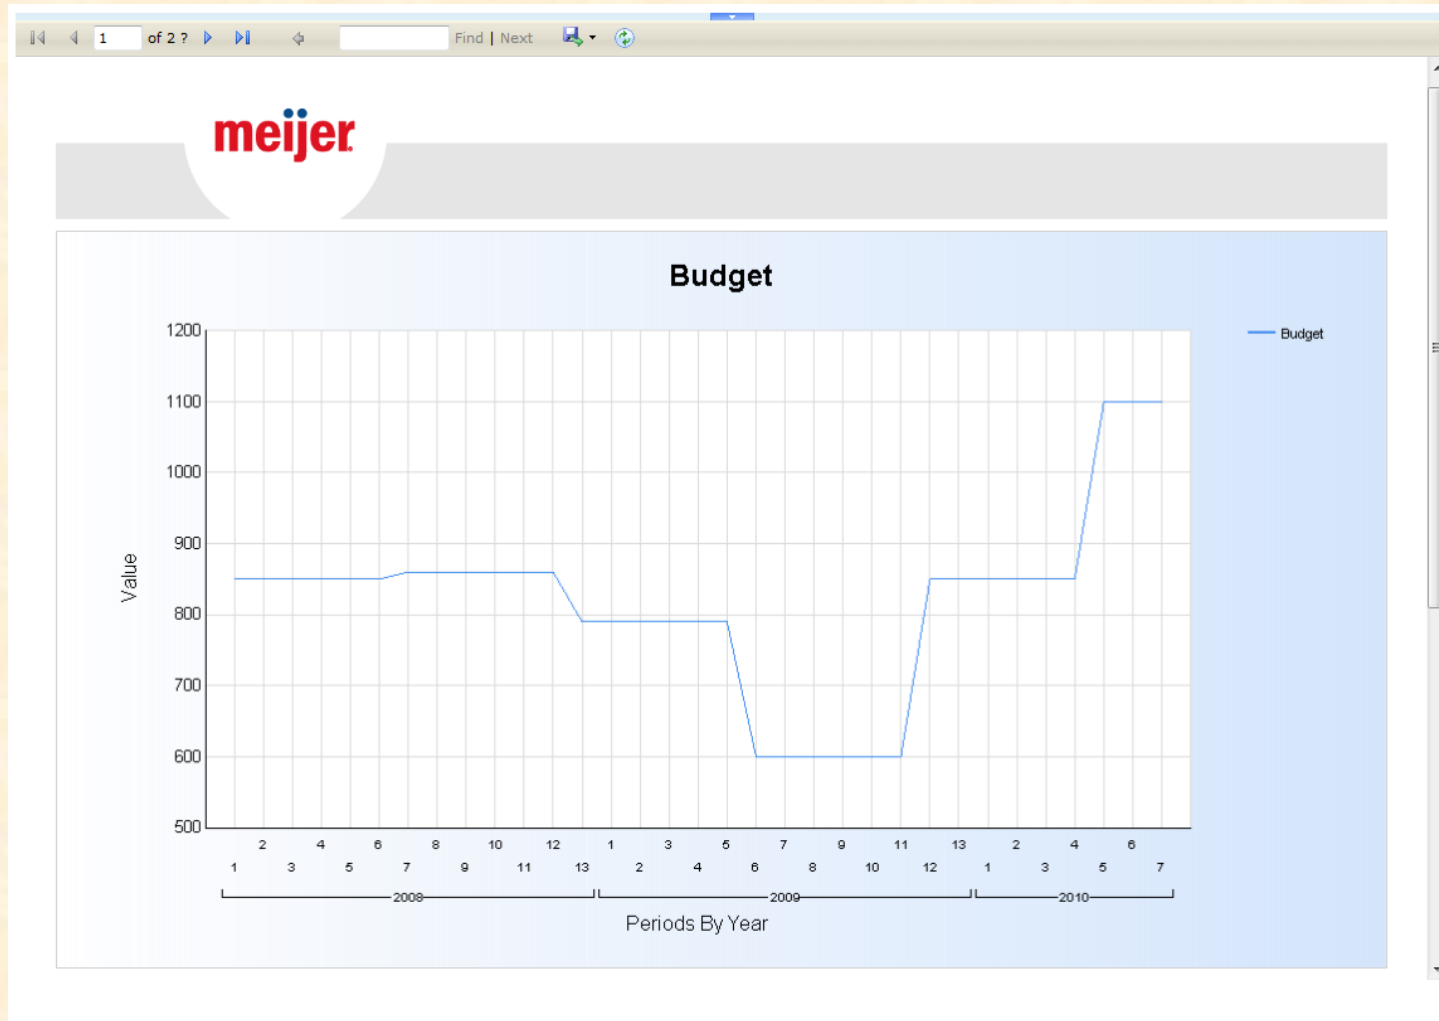 1 of 2 ? Find | Next
meijer
Budget
1200
Budget
1100
1000
900
Value
800
700
600
500
2 4 6 8 10 12 1 3 5 7 9 11 13 2 4 6
1 3 5 7 9 11 13 2 4 6 8 10 12 1 3 5 7
2008 2009 2010
Periods By Year